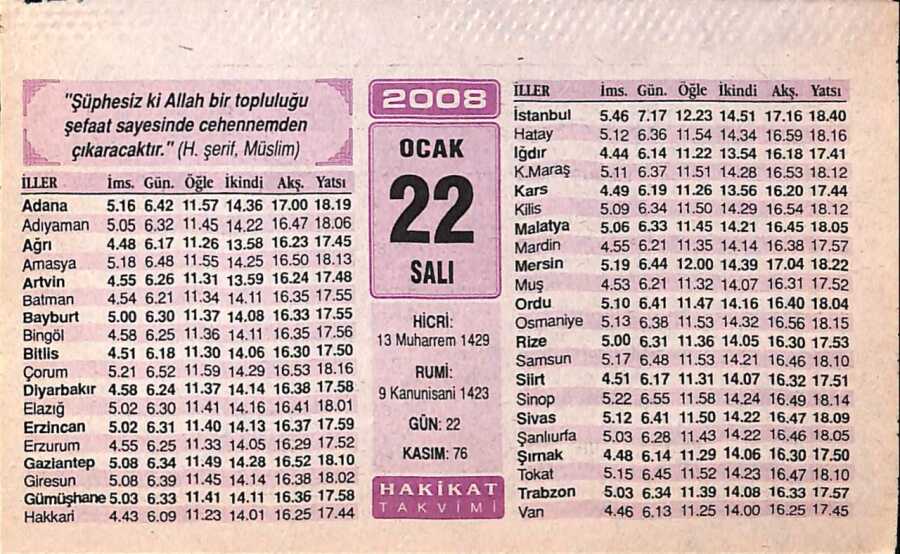 "Şüphesiz ki Allah bir topluluğu
şefaat sayesinde cehennemden
çıkaracaktır." (H. şerif, Müslim)
İLLER İms. Gün. Öğle İkindi Akş. Yatsı
Adana 5.16 6.42 11.57 14.36 17.00 18.19
Adıyaman 5.05 6.32 11.45 14.22 16.47 18.06
Ağrı 4.48 6.17 11.26 13.58 16.23 17.45
Amasya 5.18 6.48 11.55 14.25 16.50 18.13
Artvin 4.55 6.26 11.31 13.59 16.24 17.48
Batman 4.54 6.21 11.34 14.11 16.35 17.55
Bayburt 5.00 6.30 11.37 14.08 16.33 17.55
Bingöl 4.58 6.25 11.36 14.11 16.35 17.56
Bitlis 4.51 6.18 11.30 14.06 16.30 17.50
Çorum 5.21 6.52 11.59 14.29 16.53 18.16
Diyarbakır 4.58 6.24 11.37 14.14 16.38 17.58
Elazığ 5.02 6.30 11.41 14.16 16.41 18.01
Erzincan 5.02 6.31 11.40 14.13 16.37 17.59
Erzurum 4.55 6.25 11.33 14.05 16.29 17.52
Gaziantep 5.08 6.34 11.49 14.28 16.52 18.10
Giresun 5.08 6.39 11.45 14.14 16.38 18.02
Gümüşhane 5.03 6.33 11.41 14.11 16.36 17.58
Hakkari 4.43 6.09 11.23 14.01 16.25 17.44
2008
OCAK
22
SALI
HİCRİ:
13 Muharrem 1429
RUMİ:
9 Kanunisani 1423
GÜN: 22
KASIM: 76
HAKİKAT
TAKVİMİ
İLLER İms. Gün. Öğle İkindi Akş. Yatsı
İstanbul 5.46 7.17 12.23 14.51 17.16 18.40
Hatay 5.12 6.36 11.54 14.34 16.59 18.16
Iğdır 4.44 6.14 11.22 13.54 16.18 17.41
K.Maraş 5.11 6.37 11.51 14.28 16.53 18.12
Kars 4.49 6.19 11.26 13.56 16.20 17.44
Kilis 5.09 6.34 11.50 14.29 16.54 18.12
Malatya 5.06 6.33 11.45 14.21 16.45 18.05
Mardin 4.55 6.21 11.35 14.14 16.38 17.57
Mersin 5.19 6.44 12.00 14.39 17.04 18.22
Muş 4.53 6.21 11.32 14.07 16.31 17.52
Ordu 5.10 6.41 11.47 14.16 16.40 18.04
Osmaniye 5.13 6.38 11.53 14.32 16.56 18.15
Rize 5.00 6.31 11.36 14.05 16.30 17.53
Samsun 5.17 6.48 11.53 14.21 16.46 18.10
Siirt 4.51 6.17 11.31 14.07 16.32 17.51
Sinop 5.22 6.55 11.58 14.24 16.49 18.14
Sivas 5.12 6.41 11.50 14.22 16.47 18.09
Şanlıurfa 5.03 6.28 11.43 14.22 16.46 18.05
Şırnak 4.48 6.14 11.29 14.06 16.30 17.50
Tokat 5.15 6.45 11.52 14.23 16.47 18.10
Trabzon 5.03 6.34 11.39 14.08 16.33 17.57
Van 4.46 6.13 11.25 14.00 16.25 17.45